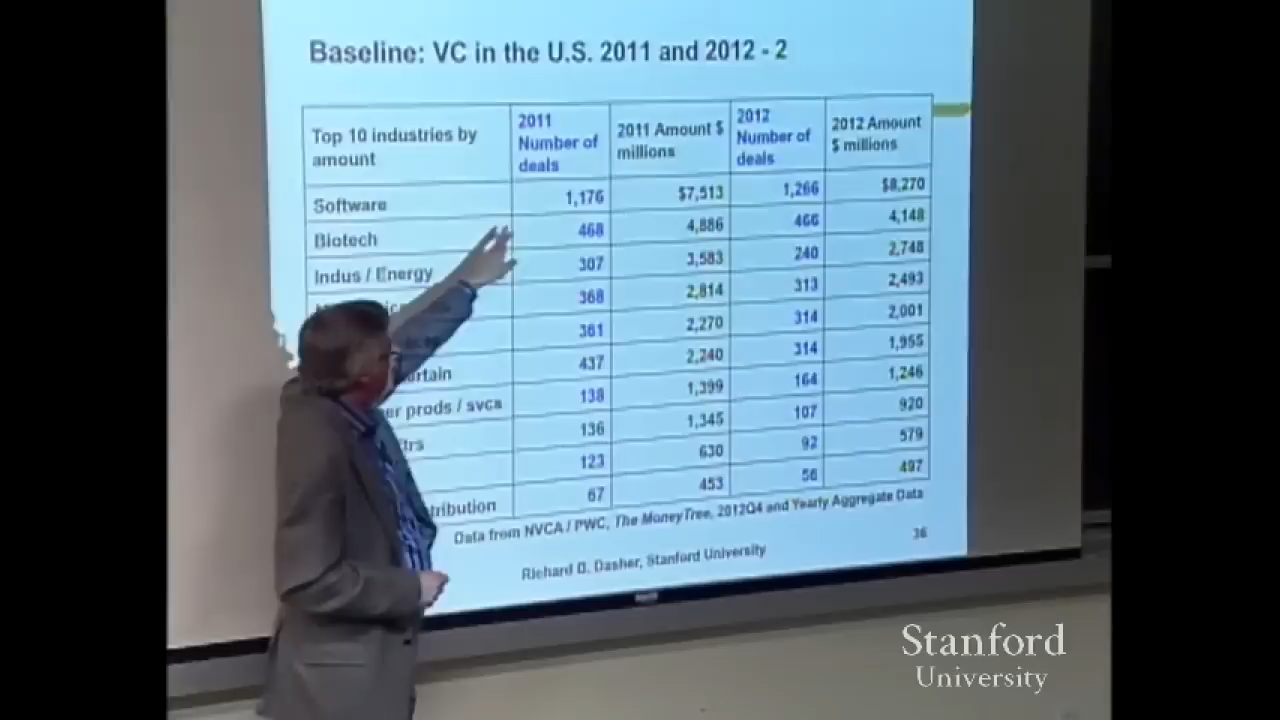 Baseline: VC in the U.S. 2011 and 2012 - 2
Top 10 industries by amount | 2011 Number of deals | 2011 Amount $ millions | 2012 Number of deals | 2012 Amount $ millions
Software 1,176 $7,513 1,266 $8,270
Biotech 468 4,886 466 4,148
Indus / Energy 307 3,583 240 2,748
368 2,814 313 2,493
361 2,270 314 2,001
437 2,240 314 1,955
prods / svca 138 1,399 164 1,246
136 1,345 107 920
123 630 92 579
67 453 56 497
Data from NVCA / PWC, The MoneyTree, 2012Q4 and Yearly Aggregate Data
Richard D. Dasher, Stanford University
36
Stanford
University